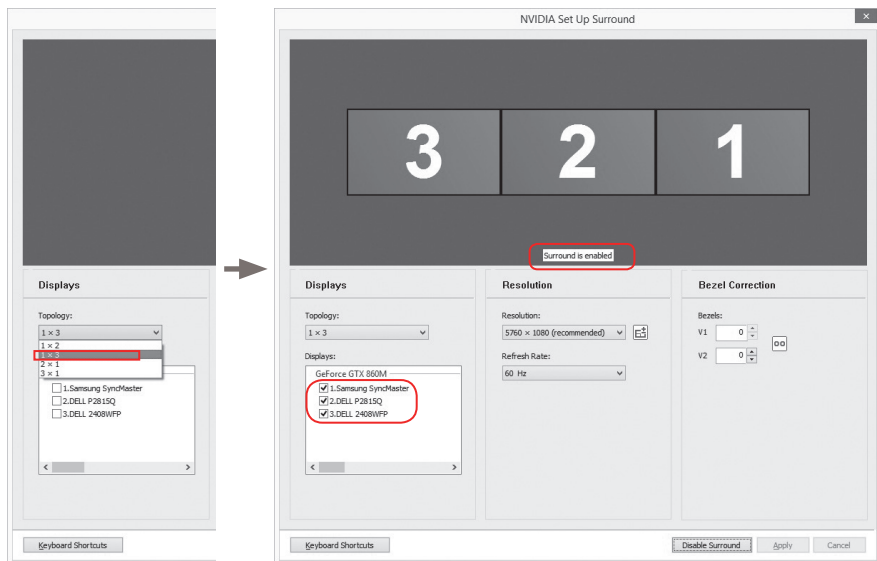 Displays
Topology:
1 × 3
1 × 2
1 × 3
2 × 1
3 × 1
1.Samsung SyncMaster
2.DELL P2815Q
3.DELL 2408WFP
Keyboard Shortcuts
NVIDIA Set Up Surround
3 2 1
Surround is enabled
Displays
Topology:
1 × 3
Displays:
GeForce GTX 860M
1.Samsung SyncMaster
2.DELL P2815Q
3.DELL 2408WFP
Resolution
Resolution:
5760 × 1080 (recommended)
Refresh Rate:
60 Hz
Bezel Correction
Bezels:
V1 0
V2 0
Keyboard Shortcuts
Disable Surround Apply Cancel